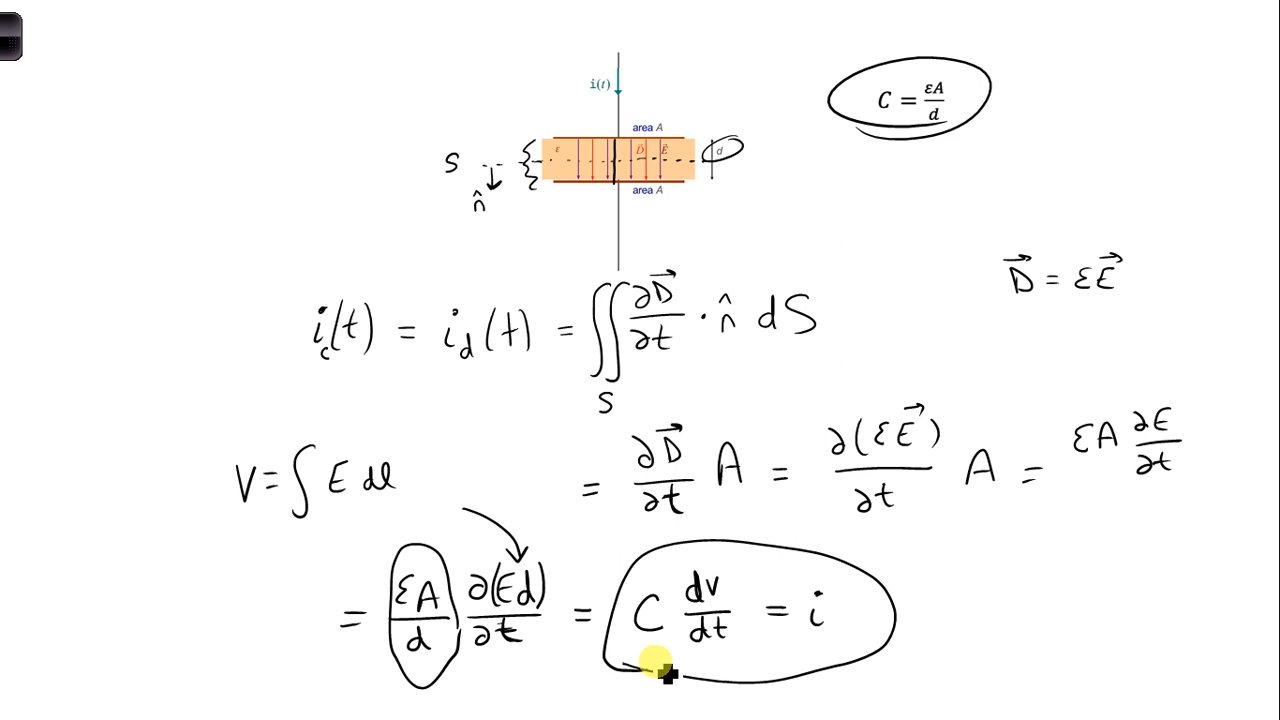 i(t)
C = εA/d
area A
ε D⃗ E⃗ d
S
n̂
area A
D⃗ = εE⃗
i_c(t) = i_d(t) = ∬_S ∂D⃗/∂t · n̂ dS
V = ∫ E dl
= ∂D⃗/∂t A = ∂(εE⃗)/∂t A = εA ∂E/∂t
= εA/d ∂(Ed)/∂t = C dv/dt = i